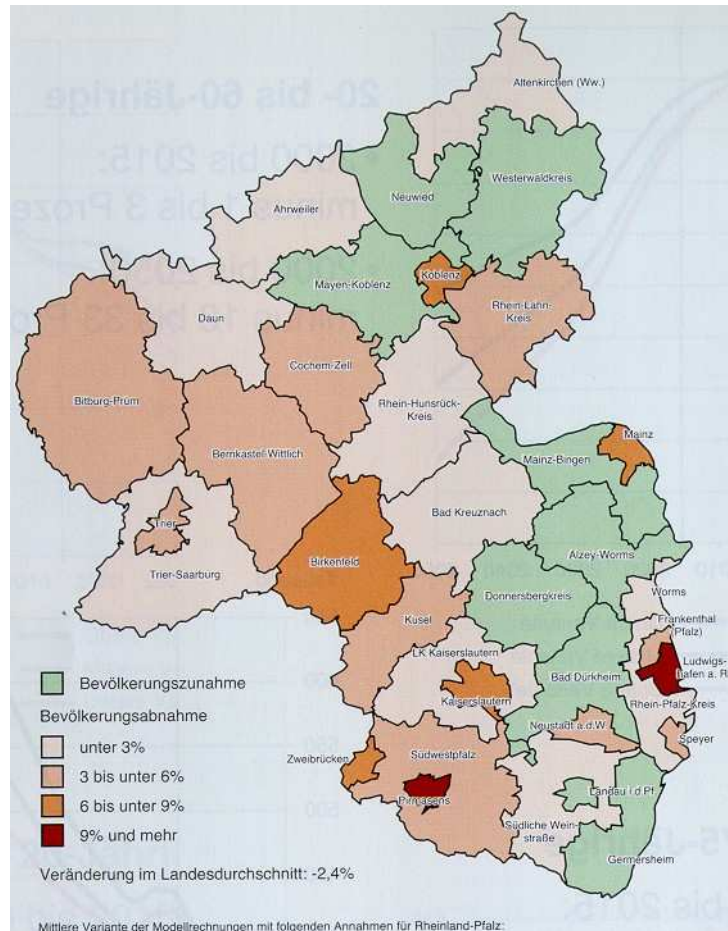 Altenkirchen (Ww.)
Westerwaldkreis
Neuwied
Ahrweiler
Koblenz
Mayen-Koblenz
Rhein-Lahn-
Kreis
Daun
Cochem-Zell
Bitburg-Prüm
Rhein-Hunsrück-
Kreis
Mainz
Bernkastel-Wittlich
Mainz-Bingen
Bad Kreuznach
Trier
Alzey-Worms
Birkenfeld
Trier-Saarburg
Worms
Donnersbergkreis
Kusel
Frankenthal
(Pfalz)
LK Kaiserslautern
Ludwigs-
hafen a. R
Bad Dürkheim
Kaiserslautern
Rhein-Pfalz-Kreis
Neustadt a.d.W.
Speyer
Zweibrücken
Südwestpfalz
Pirmasens
Landau i.d.Pf.
Südliche Wein-
straße
Germersheim
Bevölkerungszunahme
Bevölkerungsabnahme
unter 3%
3 bis unter 6%
6 bis unter 9%
9% und mehr
Veränderung im Landesdurchschnitt: -2,4%
Mittlere Variante der Modellrechnungen mit folgenden Annahmen für Rheinland-Pfalz: